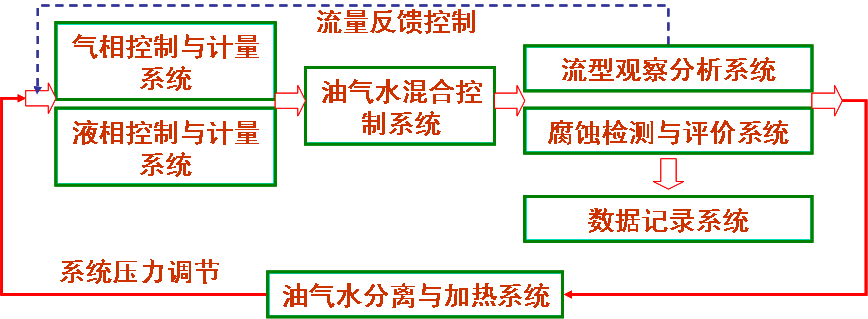 流量反馈控制
气相控制与计量
系统
液相控制与计量
系统
油气水混合控
制系统
流型观察分析系统
腐蚀检测与评价系统
数据记录系统
系统压力调节
油气水分离与加热系统